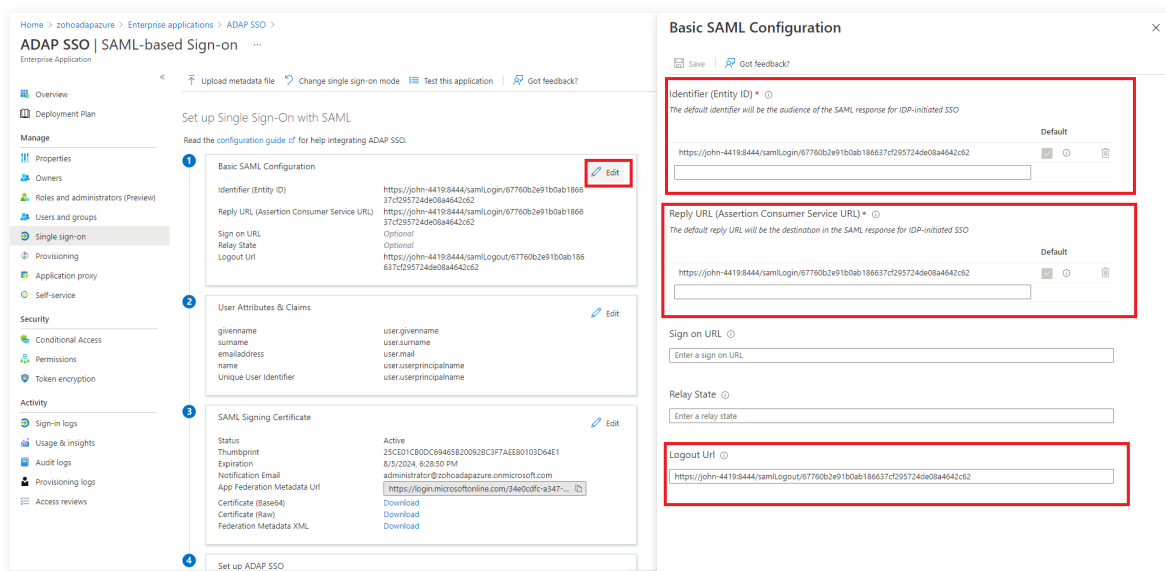 Home > zohoadapazure > Enterprise applications > ADAP SSO >
ADAP SSO | SAML-based Sign-on ...
Enterprise Application
«
Overview
Deployment Plan
Manage
Properties
Owners
Roles and administrators (Preview)
Users and groups
Single sign-on
Provisioning
Application proxy
Self-service
Security
Conditional Access
Permissions
Token encryption
Activity
Sign-in logs
Usage & insights
Audit logs
Provisioning logs
Access reviews
Upload metadata file Change single sign-on mode Test this application Got feedback?
Set up Single Sign-On with SAML
Read the configuration guide for help integrating ADAP SSO.
1
Basic SAML Configuration
Edit
Identifier (Entity ID) https://john-4419:8444/samlLogin/67760b2e91b0ab1866
37cf295724de08a4642c62
Reply URL (Assertion Consumer Service URL) https://john-4419:8444/samlLogin/67760b2e91b0ab1866
37cf295724de08a4642c62
Sign on URL Optional
Relay State Optional
Logout Url https://john-4419:8444/samlLogout/67760b2e91b0ab186
637cf295724de08a4642c62
2
User Attributes & Claims
Edit
givenname user.givenname
surname user.surname
emailaddress user.mail
name user.userprincipalname
Unique User Identifier user.userprincipalname
3
SAML Signing Certificate
Edit
Status Active
Thumbprint 25CE01CB0DC69465B20092BC3F7AEE80103D64E1
Expiration 8/5/2024, 6:28:50 PM
Notification Email administrator@zohoadapazure.onmicrosoft.com
App Federation Metadata Url https://login.microsoftonline.com/34e0cdfc-a347-...
Certificate (Base64) Download
Certificate (Raw) Download
Federation Metadata XML Download
4
Set up ADAP SSO
Basic SAML Configuration
Save Got feedback?
Identifier (Entity ID) *
The default identifier will be the audience of the SAML response for IDP-initiated SSO
Default
https://john-4419:8444/samlLogin/67760b2e91b0ab186637cf295724de08a4642c62
Reply URL (Assertion Consumer Service URL) *
The default reply URL will be the destination in the SAML response for IDP-initiated SSO
Default
https://john-4419:8444/samlLogin/67760b2e91b0ab186637cf295724de08a4642c62
Sign on URL
Enter a sign on URL
Relay State
Enter a relay state
Logout Url
https://john-4419:8444/samlLogout/67760b2e91b0ab186637cf295724de08a4642c62